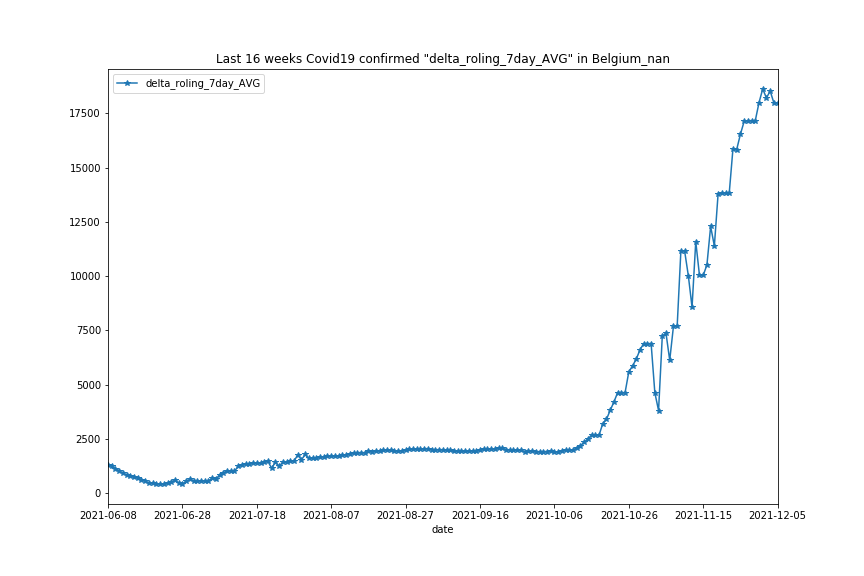 Last 16 weeks Covid19 confirmed "delta_roling_7day_AVG" in Belgium_nan
delta_roling_7day_AVG
17500
15000
12500
10000
7500
5000
2500
0
2021-06-08 2021-06-28 2021-07-18 2021-08-07 2021-08-27 2021-09-16 2021-10-06 2021-10-26 2021-11-15 2021-12-05
date